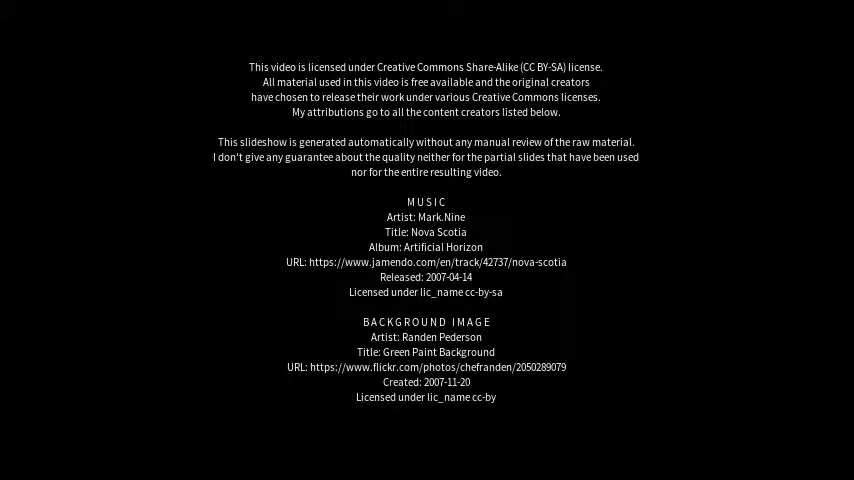 This video is licensed under Creative Commons Share-Alike (CC BY-SA) license.
All material used in this video is free available and the original creators
have chosen to release their work under various Creative Commons licenses.
My attributions go to all the content creators listed below.
This slideshow is generated automatically without any manual review of the raw material.
I don't give any guarantee about the quality neither for the partial slides that have been used
nor for the entire resulting video.
MUSIC
Artist: Mark.Nine
Title: Nova Scotia
Album: Artificial Horizon
URL: https://www.jamendo.com/en/track/42737/nova-scotia
Released: 2007-04-14
Licensed under lic_name cc-by-sa
BACKGROUND IMAGE
Artist: Randen Pederson
Title: Green Paint Background
URL: https://www.flickr.com/photos/chefranden/2050289079
Created: 2007-11-20
Licensed under lic_name cc-by